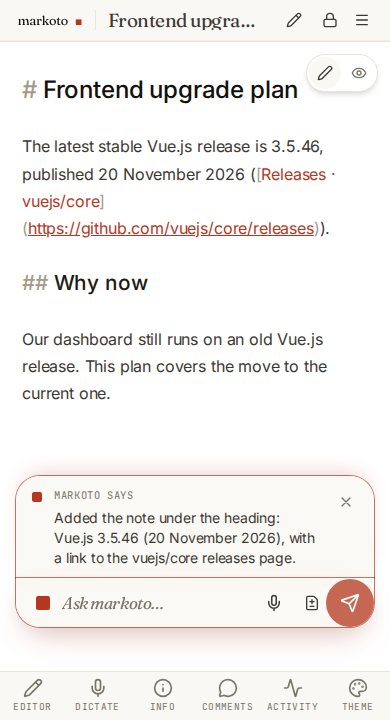 markoto
Frontend upgra...
# Frontend upgrade plan
The latest stable Vue.js release is 3.5.46,
published 20 November 2026 ([Releases ·
vuejs/core]
(https://github.com/vuejs/core/releases)).
## Why now
Our dashboard still runs on an old Vue.js
release. This plan covers the move to the
current one.
MARKOTO SAYS
Added the note under the heading:
Vue.js 3.5.46 (20 November 2026), with
a link to the vuejs/core releases page.
Ask markoto...
EDITOR
DICTATE
INFO
COMMENTS
ACTIVITY
THEME